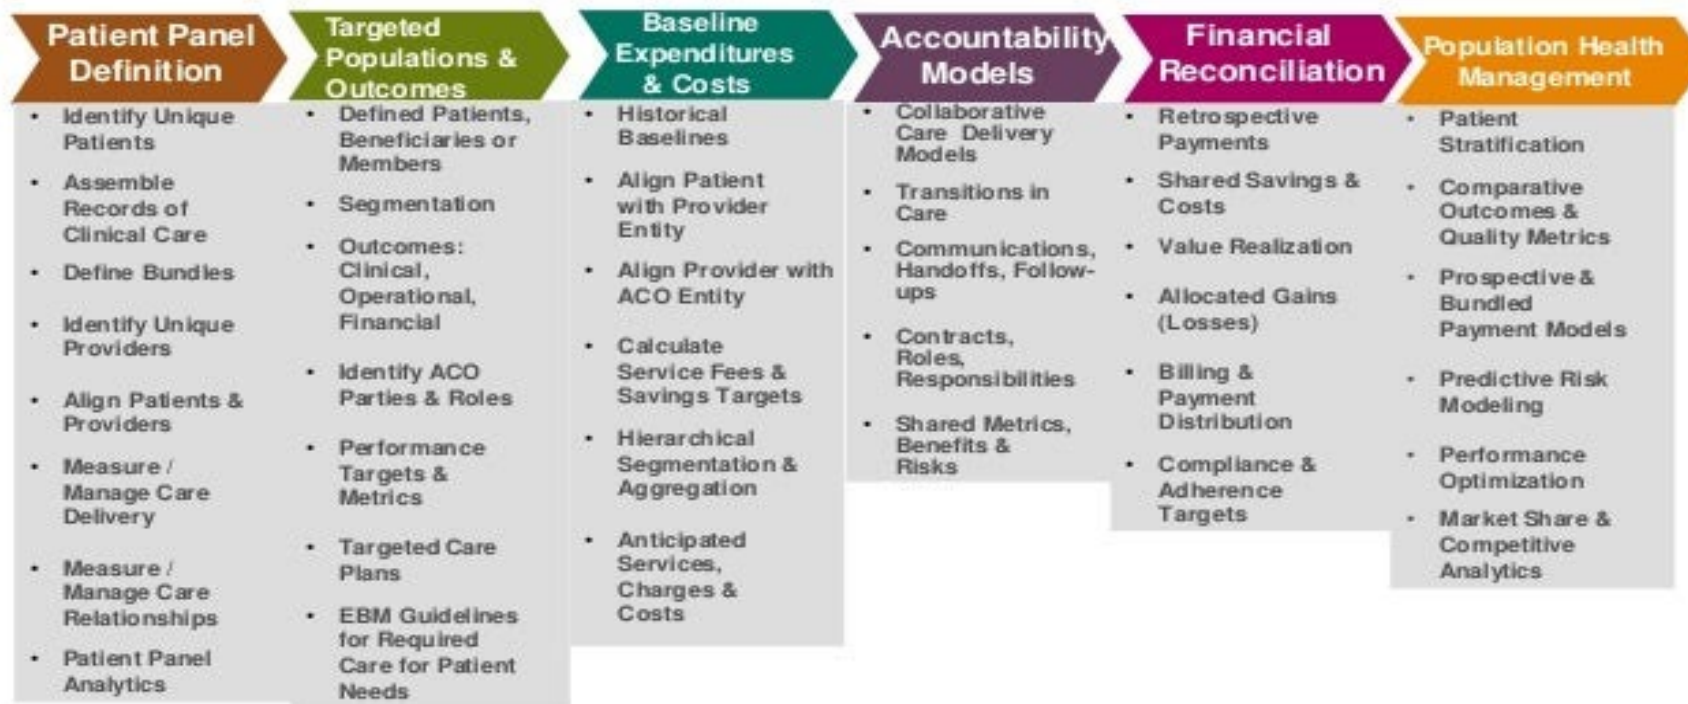 Patient Panel
Definition
• Identify Unique
Patients
• Assemble
Records of
Clinical Care
• Define Bundles
• Identify Unique
Providers
• Align Patients &
Providers
• Measure /
Manage Care
Delivery
• Measure /
Manage Care
Relationships
• Patient Panel
Analytics
Targeted
Populations &
Outcomes
• Defined Patients,
Beneficiaries or
Members
• Segmentation
• Outcomes:
Clinical,
Operational,
Financial
• Identify ACO
Parties & Roles
• Performance
Targets &
Metrics
• Targeted Care
Plans
• EBM Guidelines
for Required
Care for Patient
Needs
Baseline
Expenditures
& Costs
• Historical
Baselines
• Align Patient
with Provider
Entity
• Align Provider with
ACO Entity
• Calculate
Service Fees &
Savings Targets
• Hierarchical
Segmentation &
Aggregation
• Anticipated
Services,
Charges &
Costs
Accountability
Models
• Collaborative
Care Delivery
Models
• Transitions in
Care
• Communications,
Handoffs, Follow-
ups
• Contracts,
Roles,
Responsibilities
• Shared Metrics,
Benefits &
Risks
Financial
Reconciliation
• Retrospective
Payments
• Shared Savings &
Costs
• Value Realization
• Allocated Gains
(Losses)
• Billing &
Payment
Distribution
• Compliance &
Adherence
Targets
Population Health
Management
• Patient
Stratification
• Comparative
Outcomes &
Quality Metrics
• Prospective &
Bundled
Payment Models
• Predictive Risk
Modeling
• Performance
Optimization
• Market Share &
Competitive
Analytics